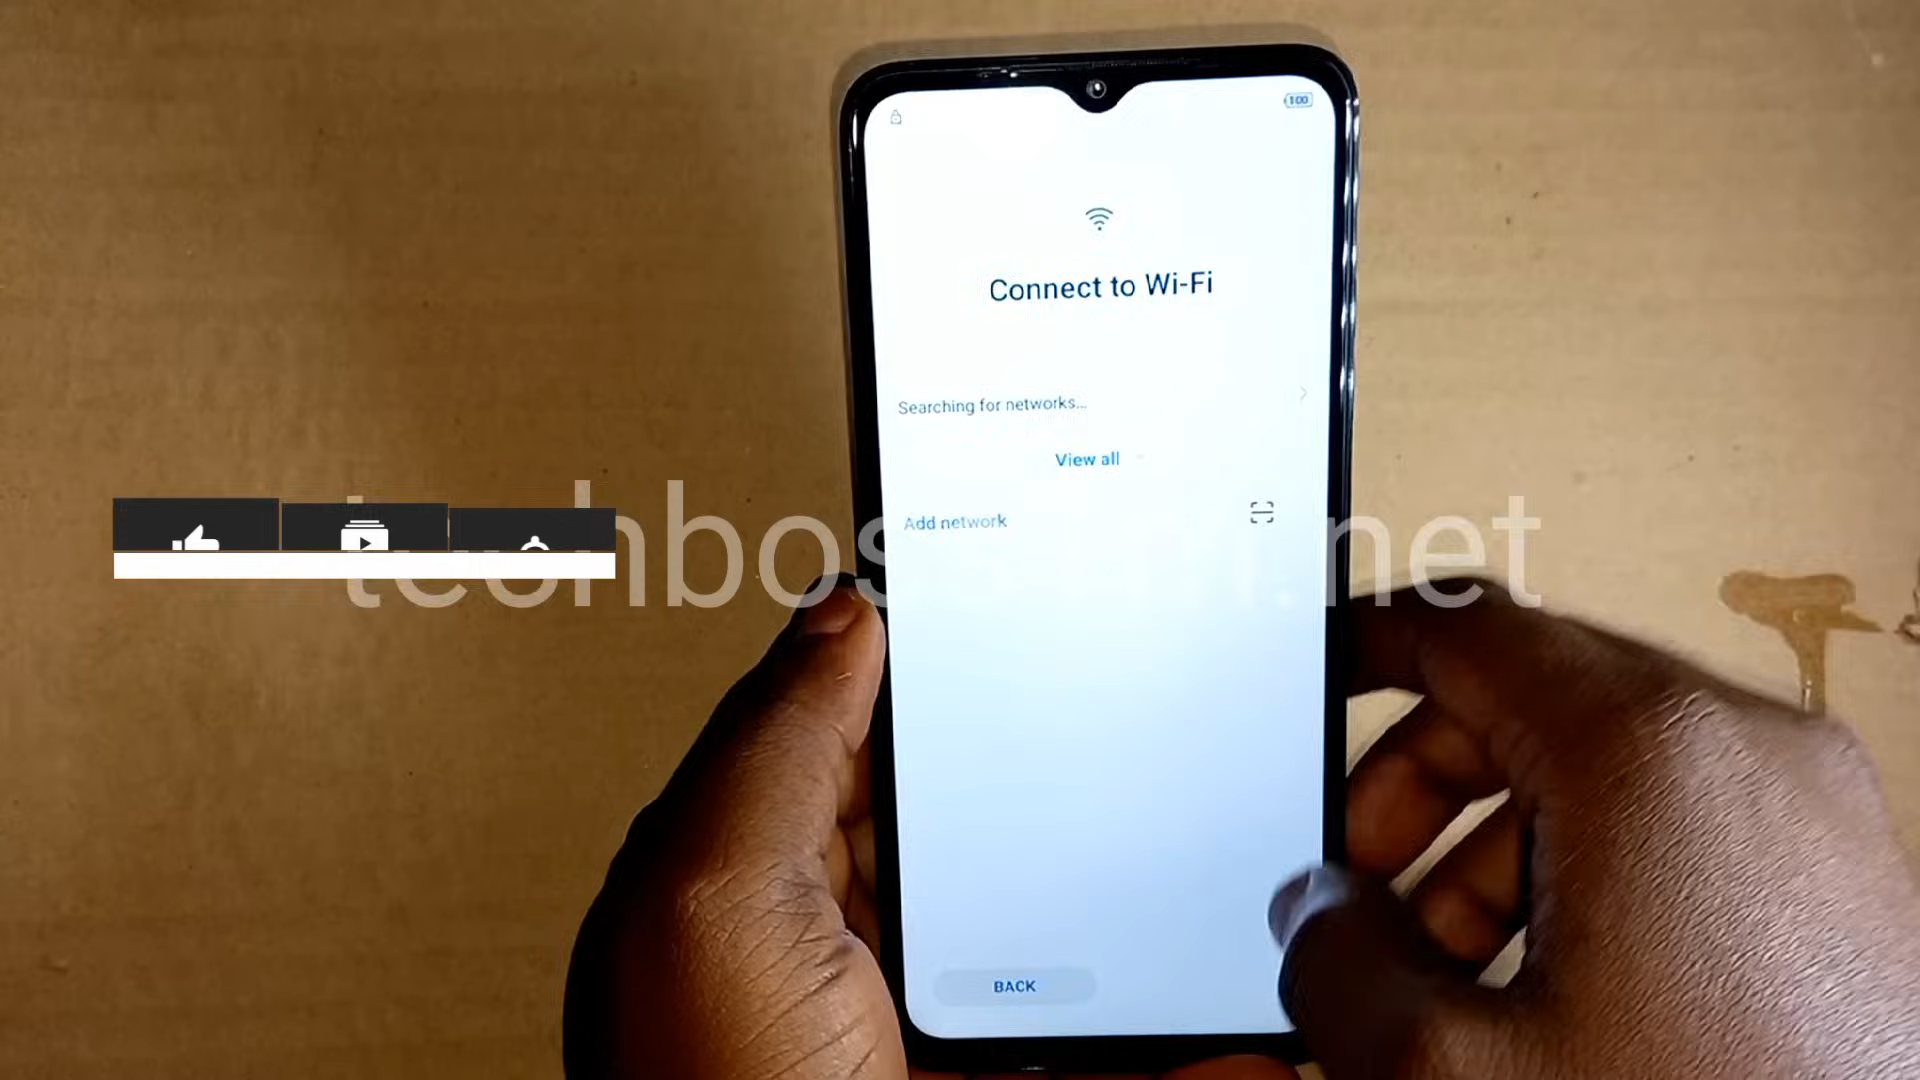 100
Connect to Wi-Fi
Searching for networks...
View all
Add network
BACK